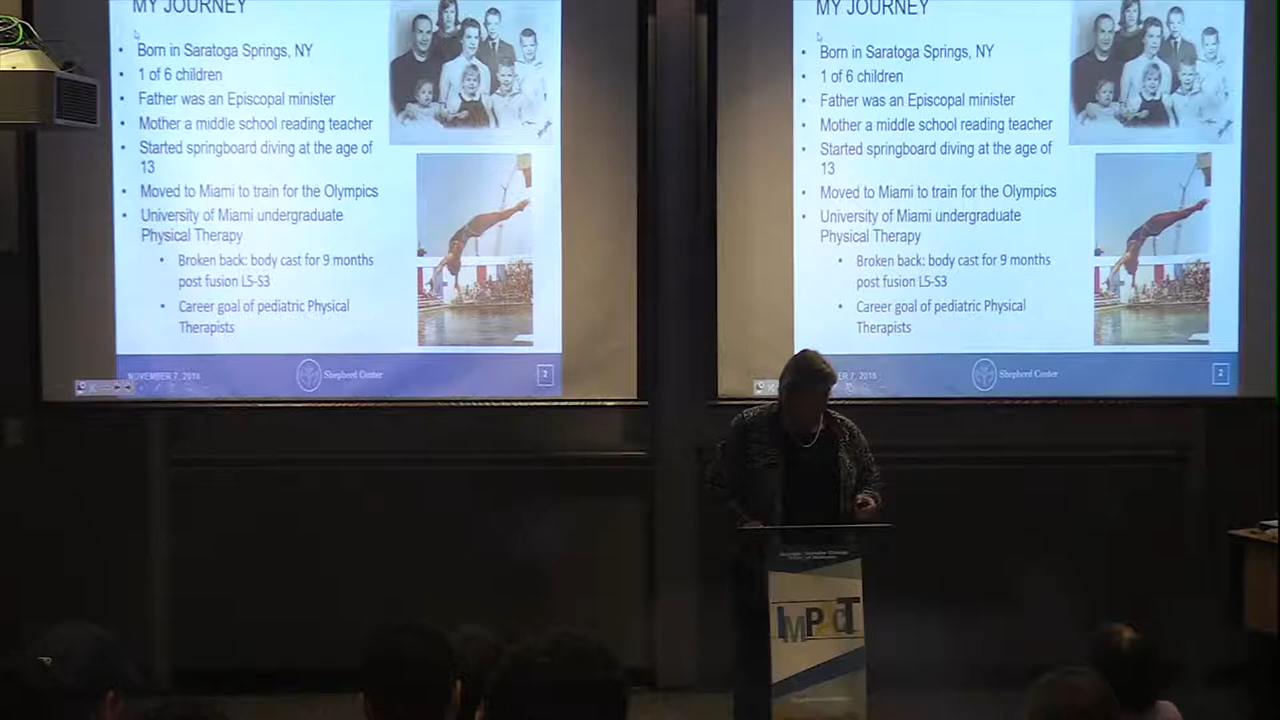 MY JOURNEY
• Born in Saratoga Springs, NY
• 1 of 6 children
• Father was an Episcopal minister
• Mother a middle school reading teacher
• Started springboard diving at the age of
13
• Moved to Miami to train for the Olympics
• University of Miami undergraduate
Physical Therapy
• Broken back: body cast for 9 months
post fusion L5-S3
• Career goal of pediatric Physical
Therapists
NOVEMBER 7, 2018
Shepherd Center
2
MY JOURNEY
• Born in Saratoga Springs, NY
• 1 of 6 children
• Father was an Episcopal minister
• Mother a middle school reading teacher
• Started springboard diving at the age of
13
• Moved to Miami to train for the Olympics
• University of Miami undergraduate
Physical Therapy
• Broken back: body cast for 9 months
post fusion L5-S3
• Career goal of pediatric Physical
Therapists
ER 7, 2018
Shepherd Center
2
IMPACT